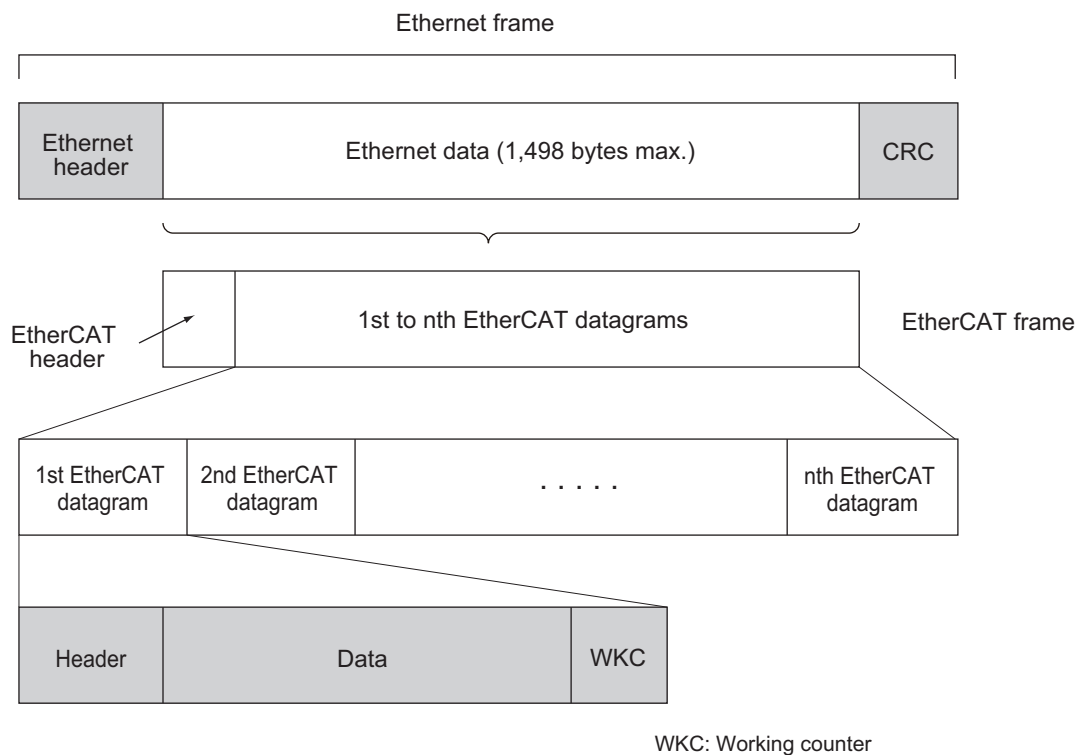 Ethernet frame
Ethernet
header
Ethernet data (1,498 bytes max.)
CRC
EtherCAT
header
1st to nth EtherCAT datagrams
EtherCAT frame
1st EtherCAT
datagram
2nd EtherCAT
datagram
. . . . .
nth EtherCAT
datagram
Header
Data
WKC
WKC: Working counter